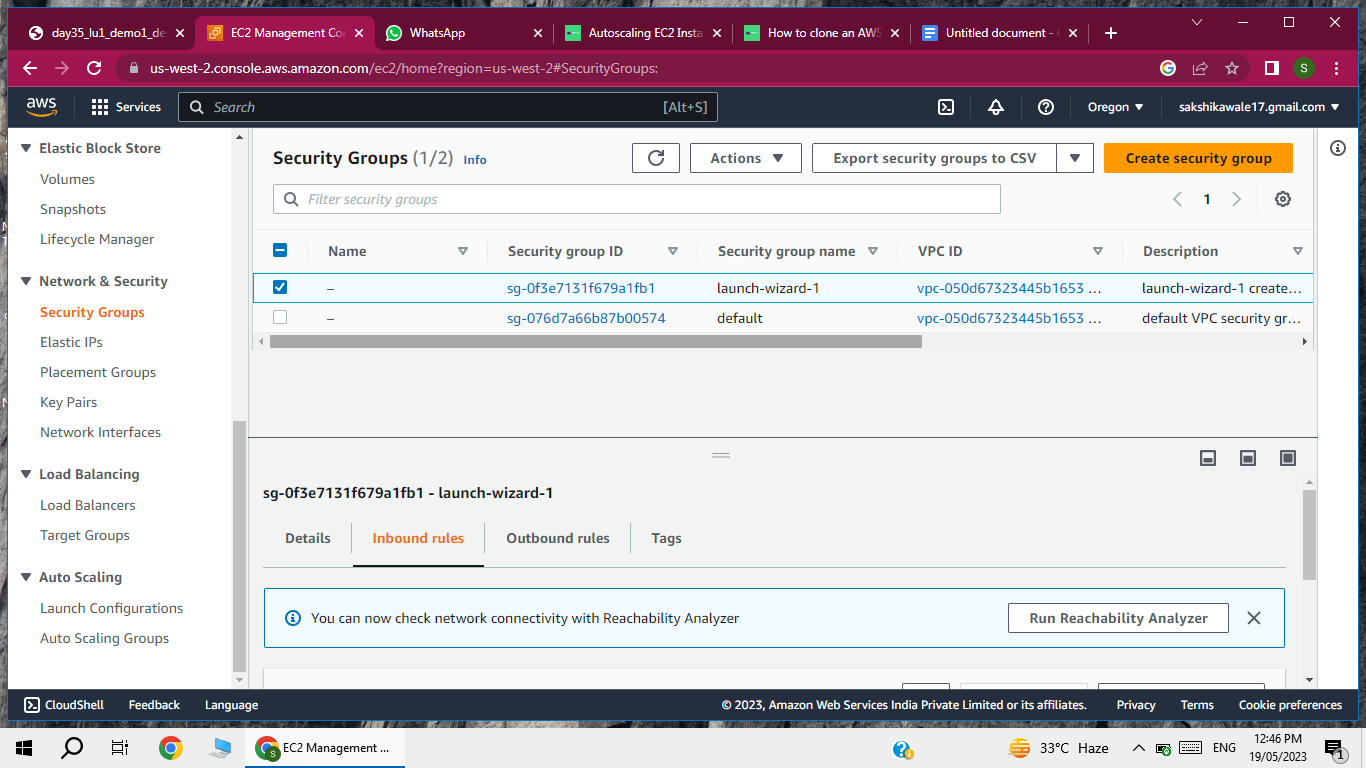 day35_lu1_demo1_de
EC2 Management Con
WhatsApp
Autoscaling EC2 Insta
How to clone an AWS
Untitled document -
us-west-2.console.aws.amazon.com/ec2/home?region=us-west-2#SecurityGroups:
S
aws
Services
Search
[Alt+S]
Oregon
sakshikawale17.gmail.com
Elastic Block Store
Volumes
Snapshots
Lifecycle Manager
Network & Security
Security Groups
Elastic IPs
Placement Groups
Key Pairs
Network Interfaces
Load Balancing
Load Balancers
Target Groups
Auto Scaling
Launch Configurations
Auto Scaling Groups
Security Groups (1/2) Info
Actions
Export security groups to CSV
Create security group
Filter security groups
1
Name Security group ID Security group name VPC ID Description
– sg-0f3e7131f679a1fb1 launch-wizard-1 vpc-050d67323445b1653 ... launch-wizard-1 create...
– sg-076d7a66b87b00574 default vpc-050d67323445b1653 ... default VPC security gr...
sg-0f3e7131f679a1fb1 - launch-wizard-1
Details Inbound rules Outbound rules Tags
You can now check network connectivity with Reachability Analyzer
Run Reachability Analyzer
CloudShell Feedback Language
© 2023, Amazon Web Services India Private Limited or its affiliates. Privacy Terms Cookie preferences
EC2 Management ...
33°C Haze
ENG
12:46 PM
19/05/2023
1